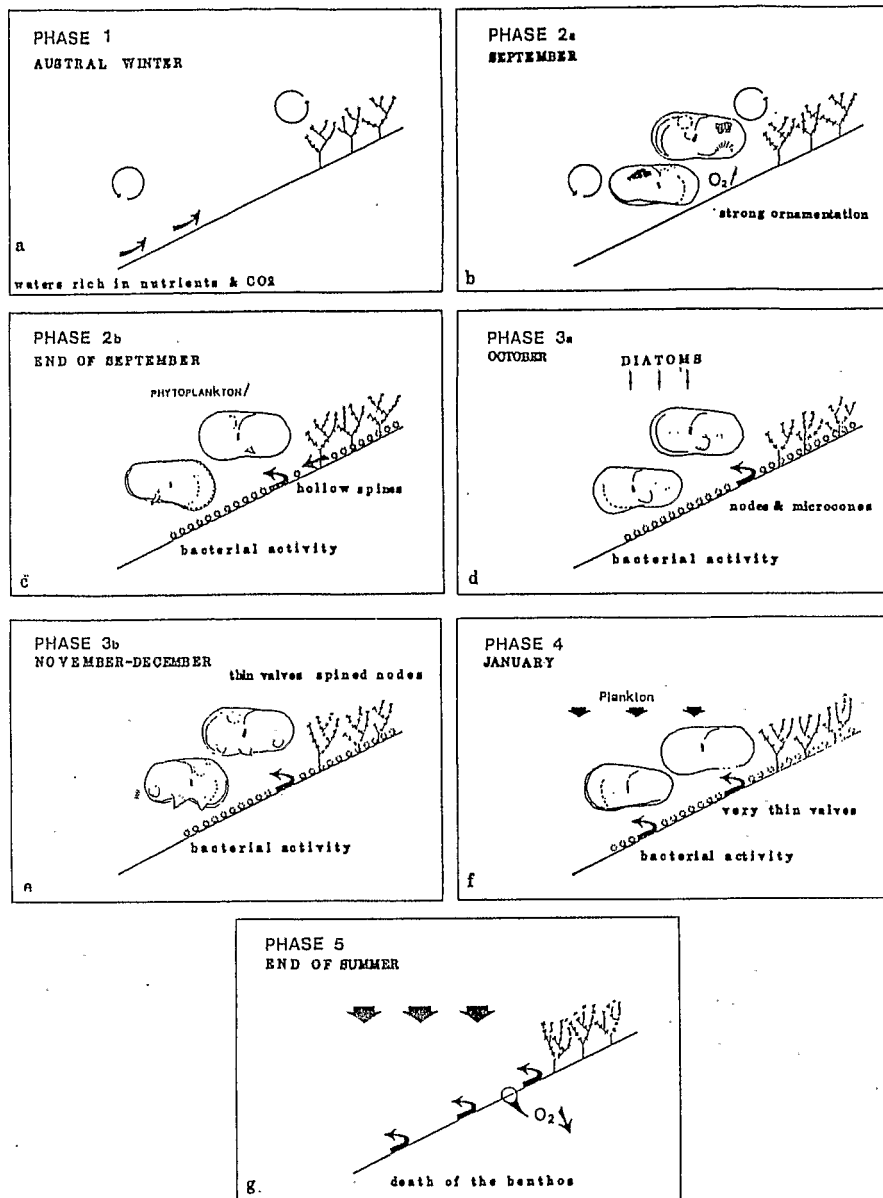 PHASE 1
AUSTRAL WINTER
a
waters rich in nutrients & CO2
PHASE 2a
SEPTEMBER
O2
strong ornamentation
b
PHASE 2b
END OF SEPTEMBER
PHYTOPLANKTON
hollow spines
bacterial activity
c
PHASE 3a
OCTOBER
DIATOMS
nodes & microcones
bacterial activity
d
PHASE 3b
NOVEMBER-DECEMBER
thin valves spined nodes
bacterial activity
e
PHASE 4
JANUARY
Plankton
very thin valves
bacterial activity
f
PHASE 5
END OF SUMMER
O2
death of the benthos
g.